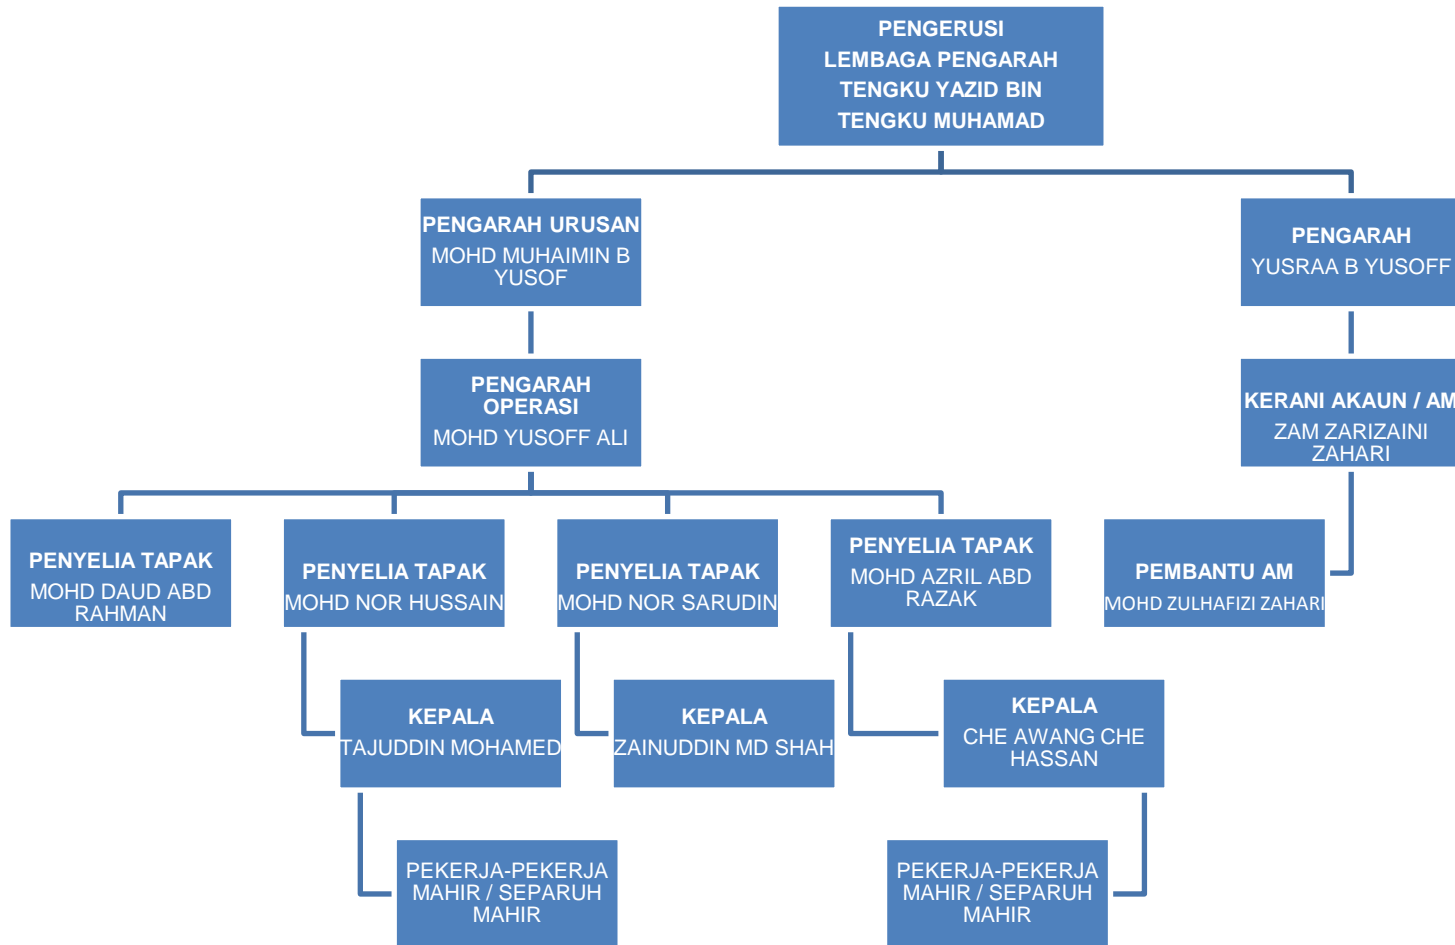 PENGERUSI
LEMBAGA PENGARAH
TENGKU YAZID BIN
TENGKU MUHAMAD
PENGARAH URUSAN
MOHD MUHAIMIN B
YUSOF
PENGARAH
YUSRAA B YUSOFF
PENGARAH
OPERASI
MOHD YUSOFF ALI
KERANI AKAUN / AM
ZAM ZARIZAINI
ZAHARI
PENYELIA TAPAK
MOHD DAUD ABD
RAHMAN
PENYELIA TAPAK
MOHD NOR HUSSAIN
PENYELIA TAPAK
MOHD NOR SARUDIN
PENYELIA TAPAK
MOHD AZRIL ABD
RAZAK
PEMBANTU AM
MOHD ZULHAFIZI ZAHARI
KEPALA
TAJUDDIN MOHAMED
KEPALA
ZAINUDDIN MD SHAH
KEPALA
CHE AWANG CHE
HASSAN
PEKERJA-PEKERJA
MAHIR / SEPARUH
MAHIR
PEKERJA-PEKERJA
MAHIR / SEPARUH
MAHIR